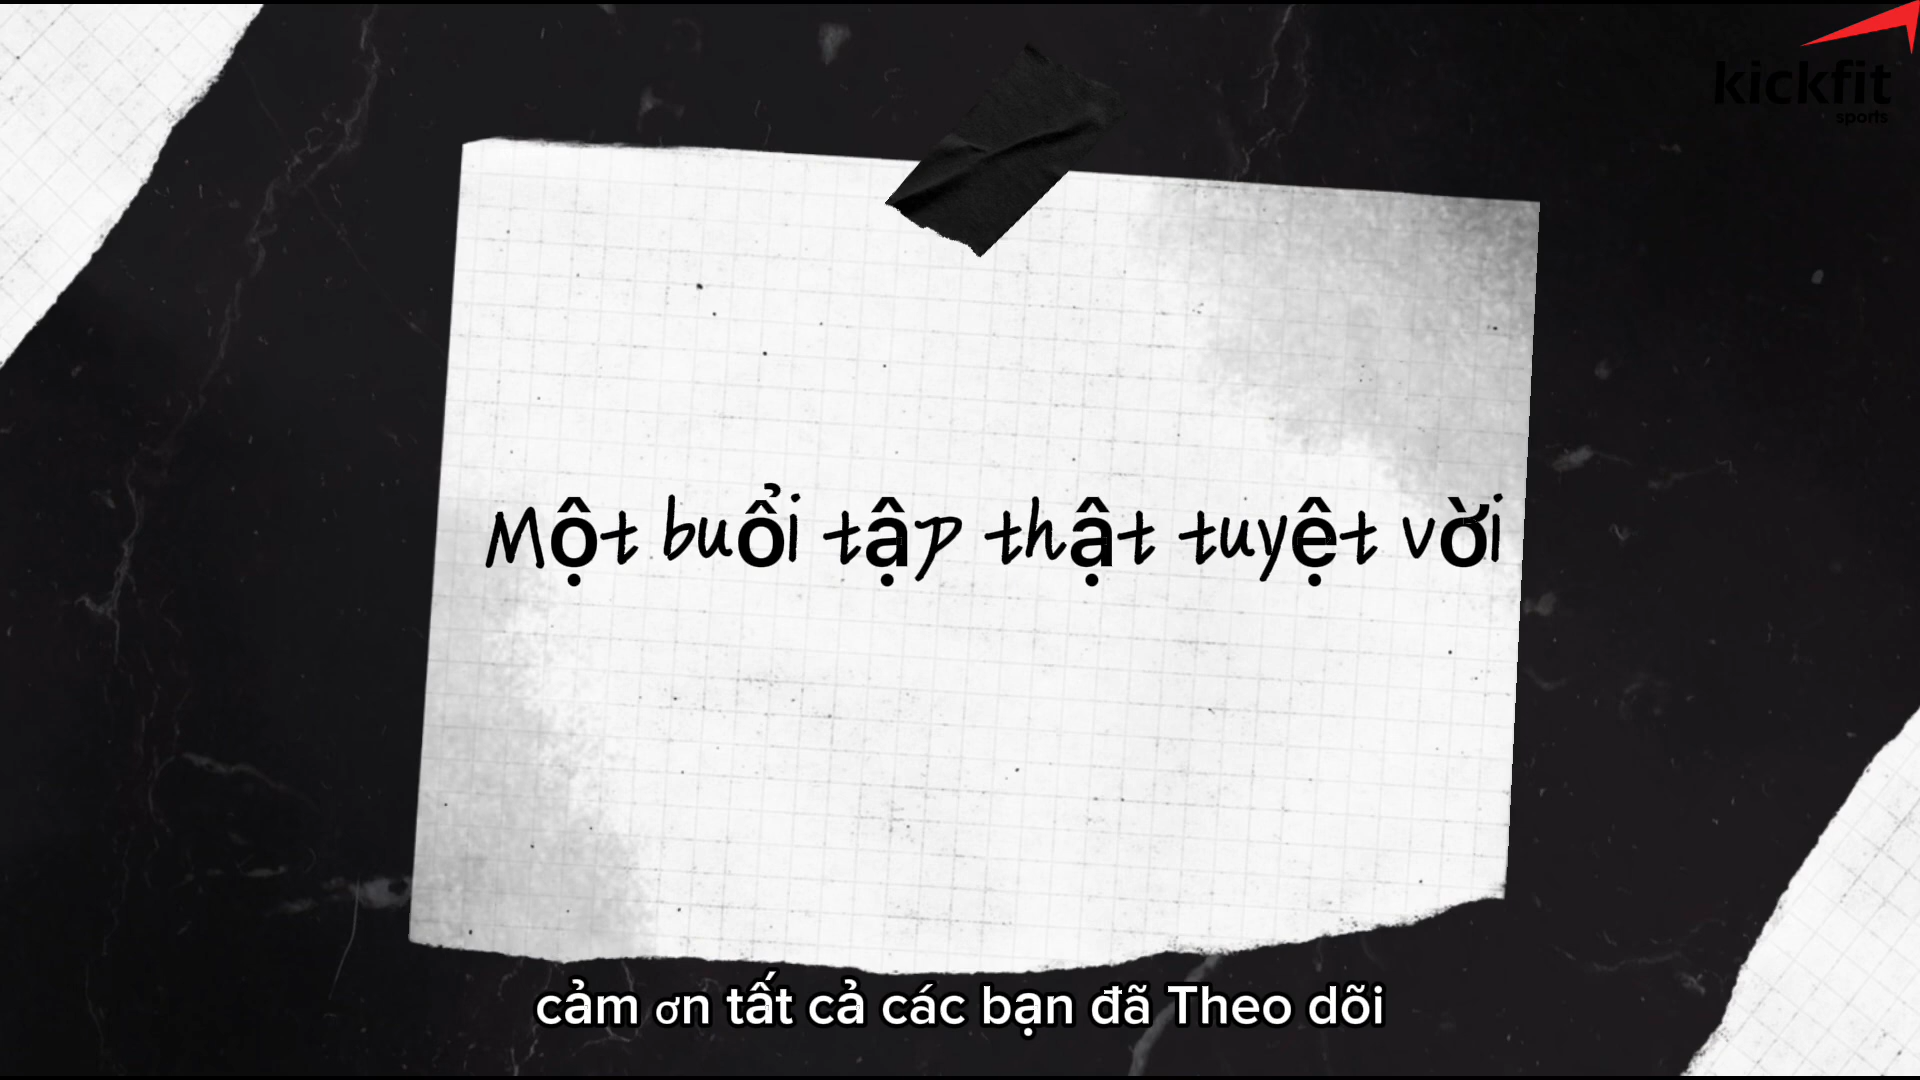 kickfit
sports
Một buổi tập thật tuyệt vời
cảm ơn tất cả các bạn đã Theo dõi